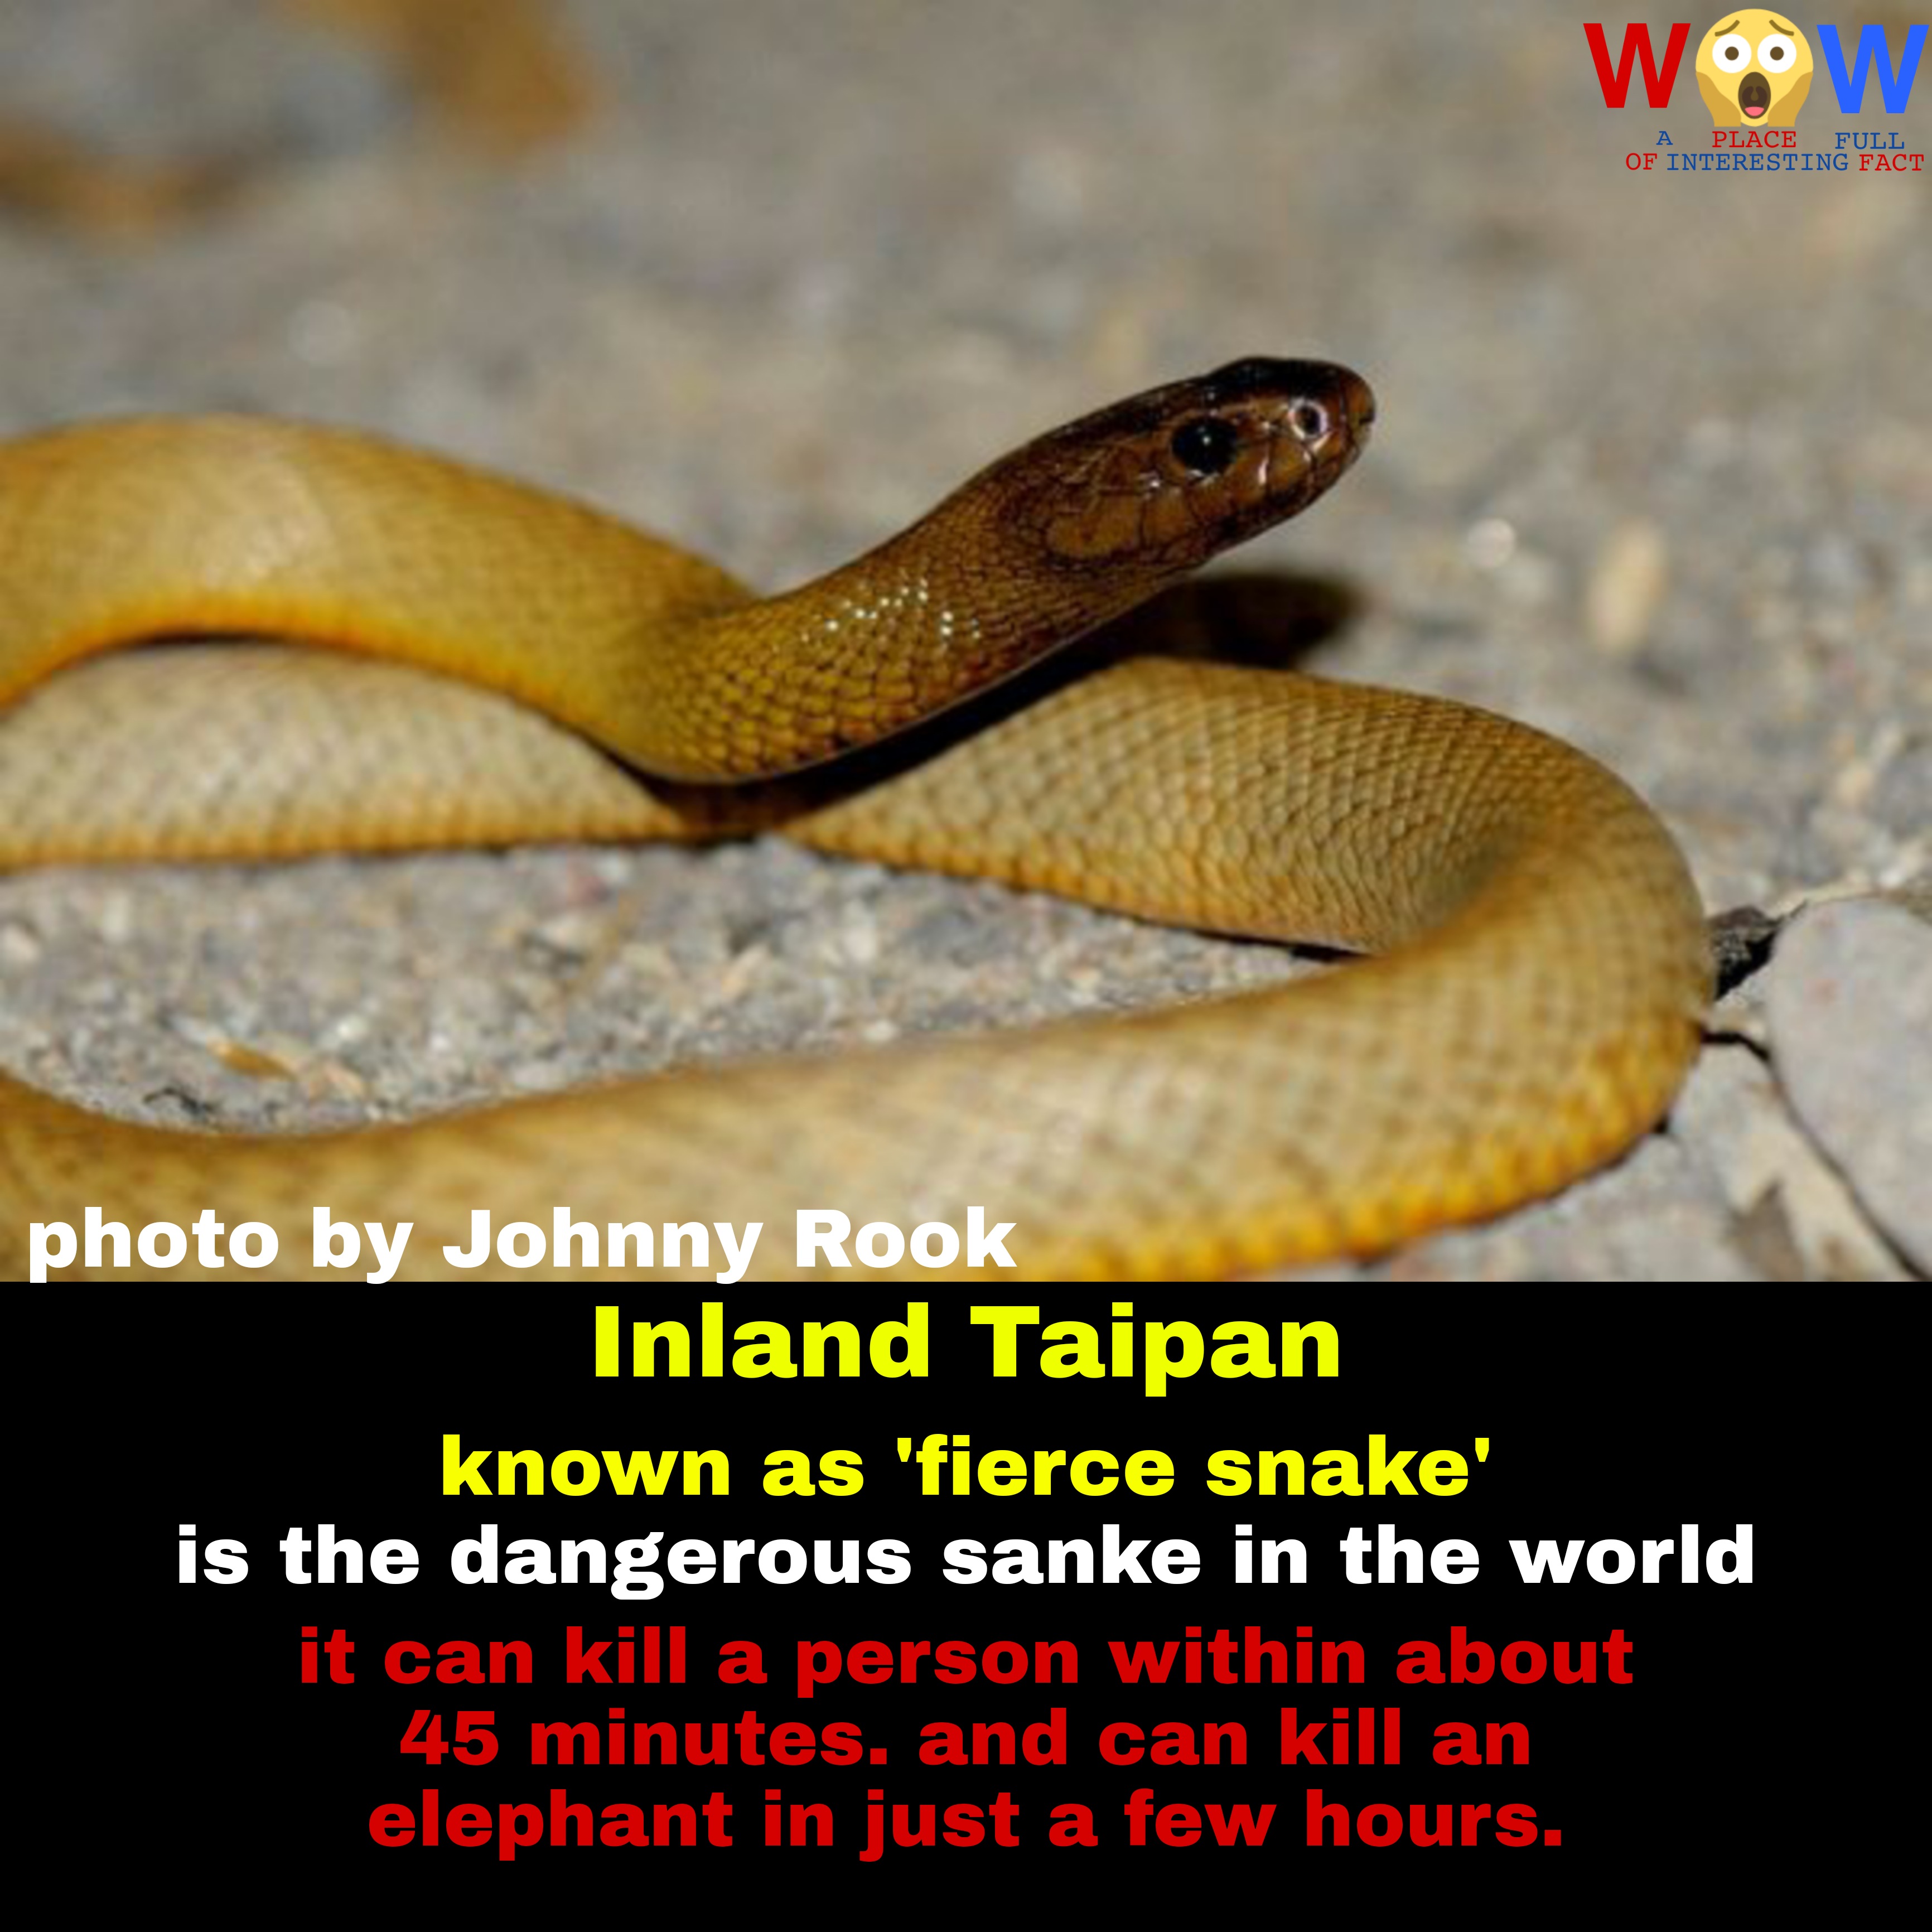 WOW
A PLACE FULL
OF INTERESTING FACT
photo by Johnny Rook
Inland Taipan
known as 'fierce snake'
is the dangerous sanke in the world
it can kill a person within about
45 minutes. and can kill an
elephant in just a few hours.